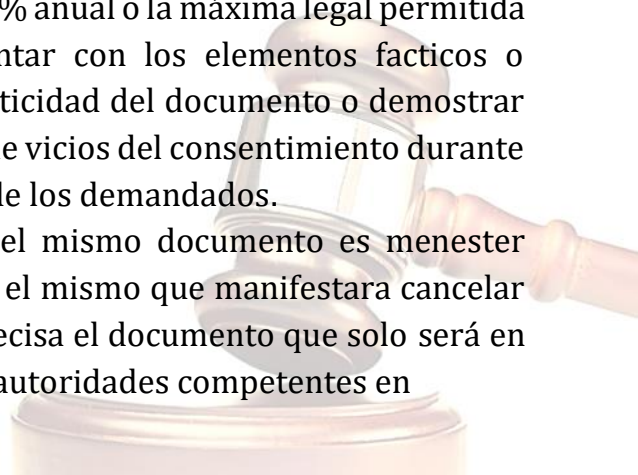 % anual o la máxima legal permitida
ntar con los elementos facticos o
ticidad del documento o demostrar
e vicios del consentimiento durante
le los demandados.
el mismo documento es menester
el mismo que manifestara cancelar
ecisa el documento que solo será en
autoridades competentes en